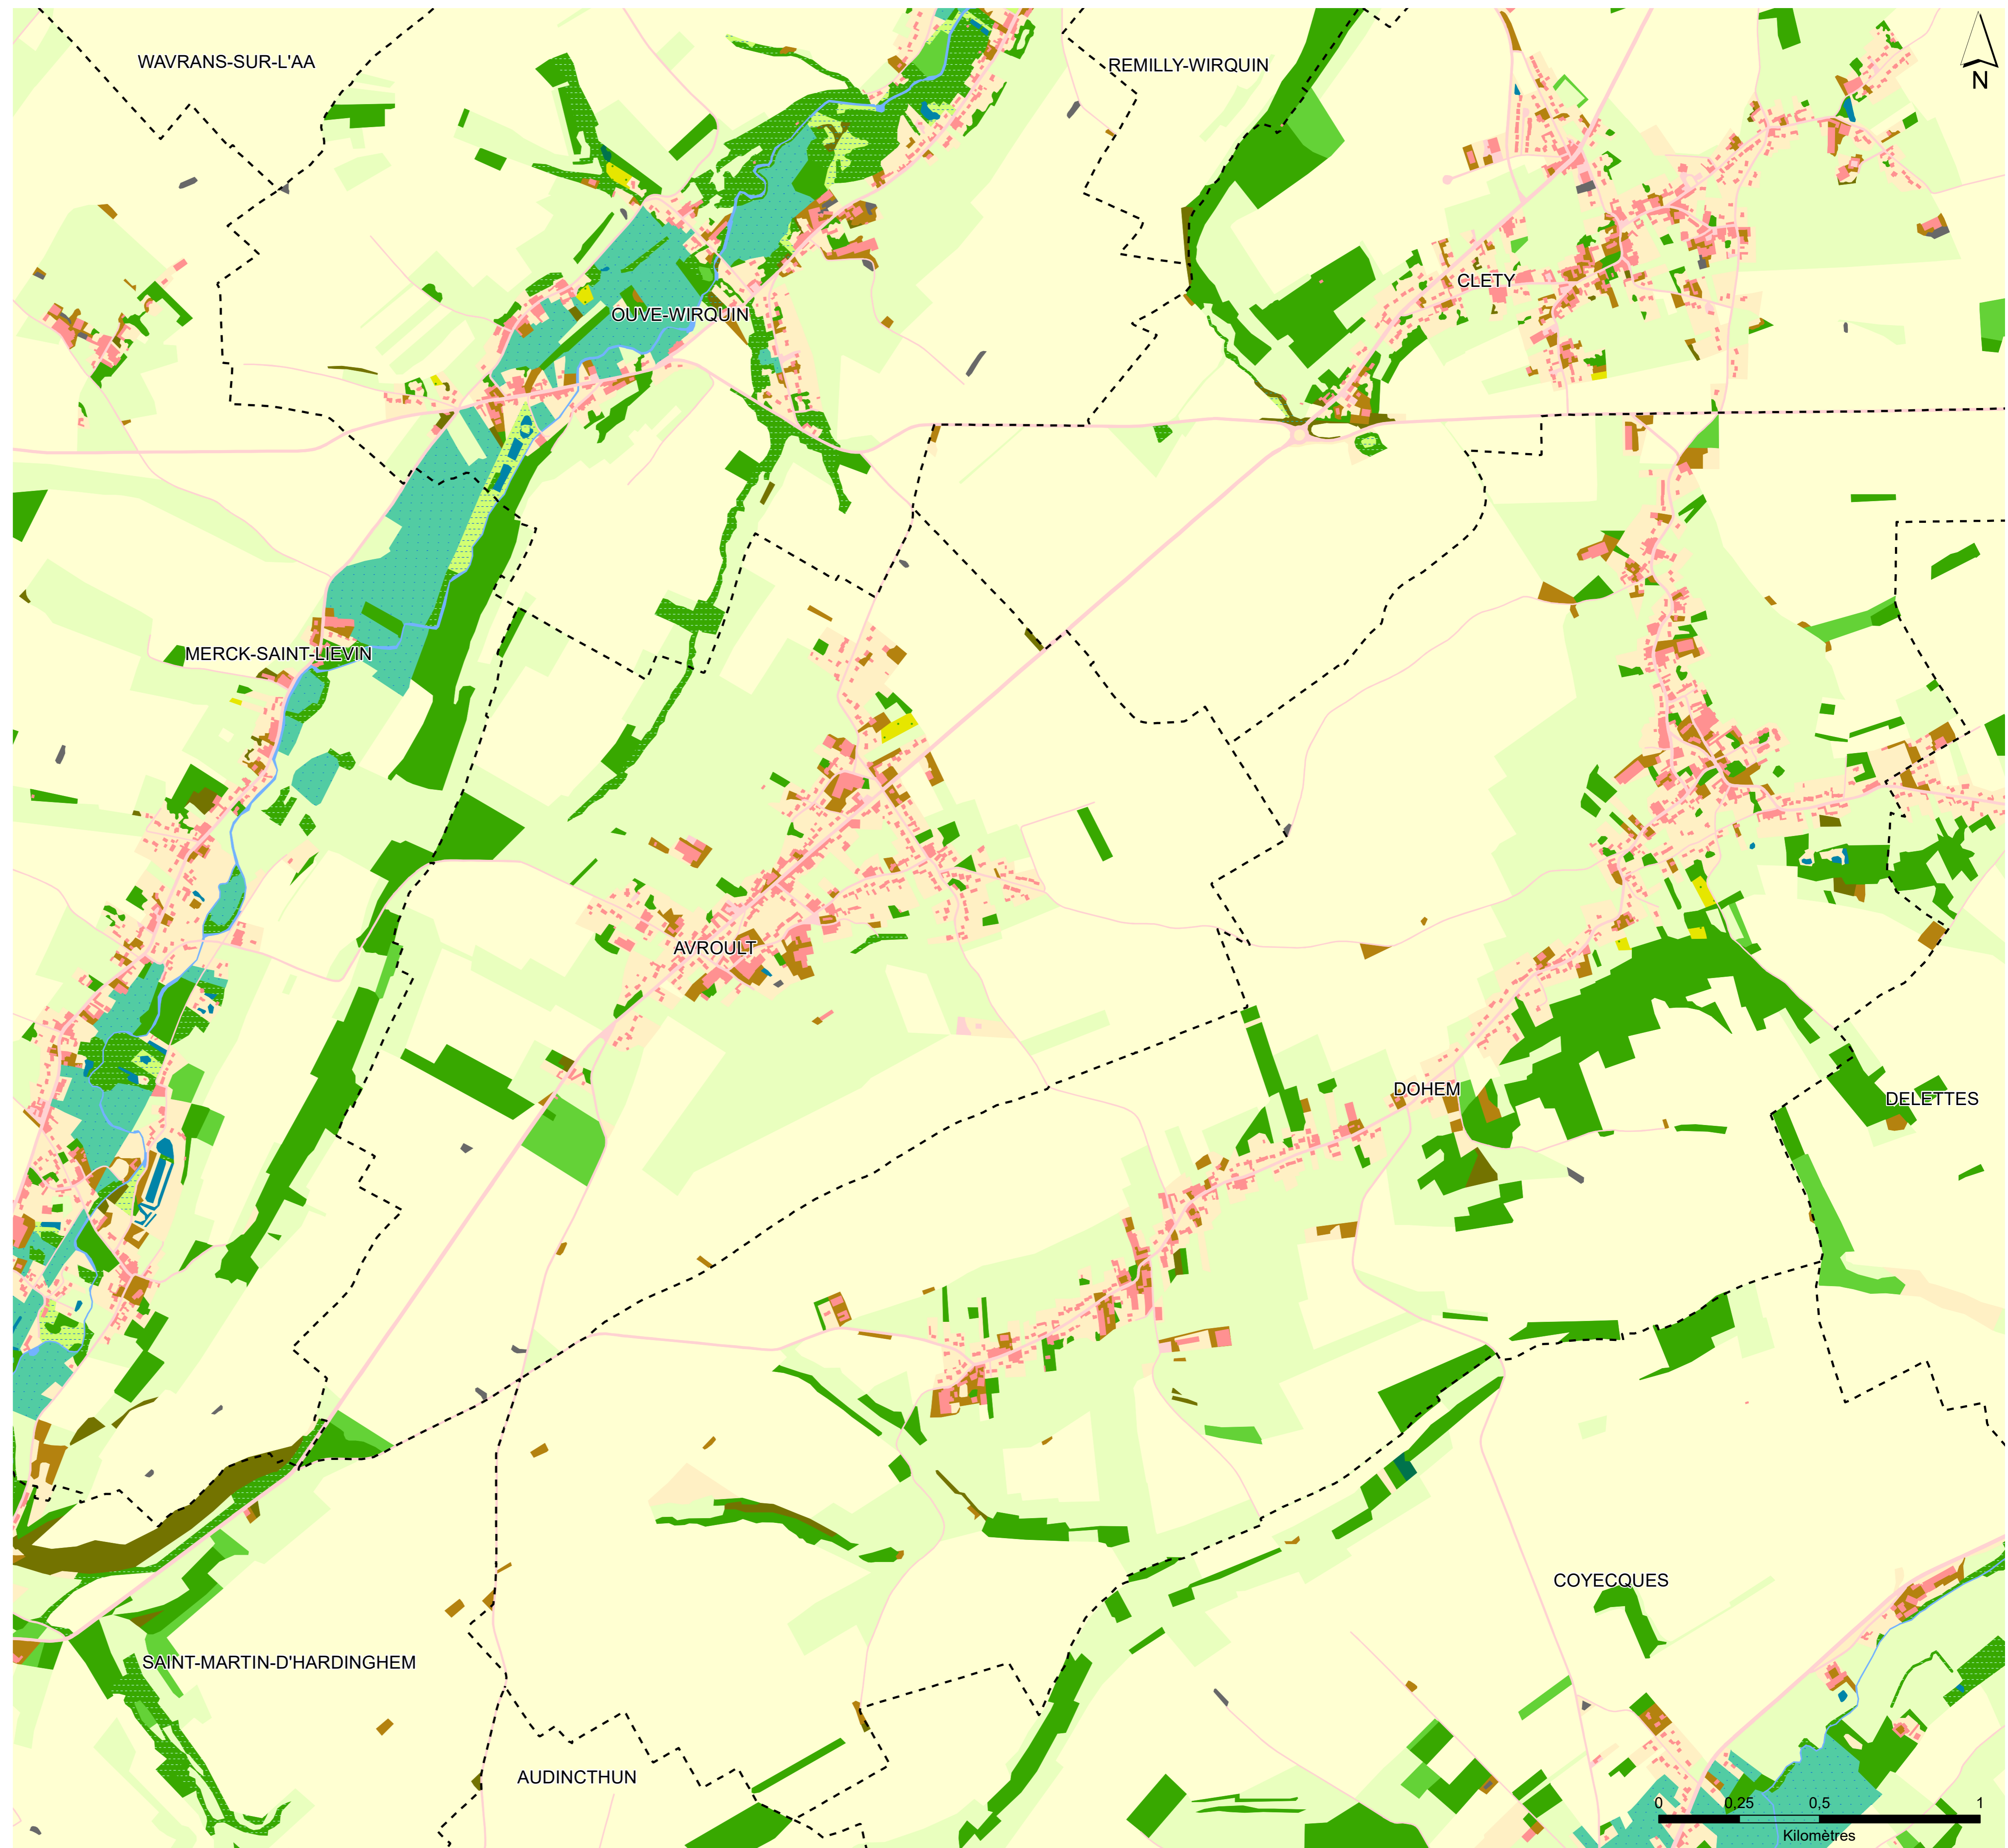 WAVRANS-SUR-L'AA
REMILLY-WIRQUIN
N
CLETY
OUVE-WIRQUIN
MERCK-SAINT-LIEVIN
AVROULT
DOHEM
DELETTES
COYECQUES
SAINT-MARTIN-D'HARDINGHEM
AUDINCTHUN
0 0,25 0,5 1
Kilomètres